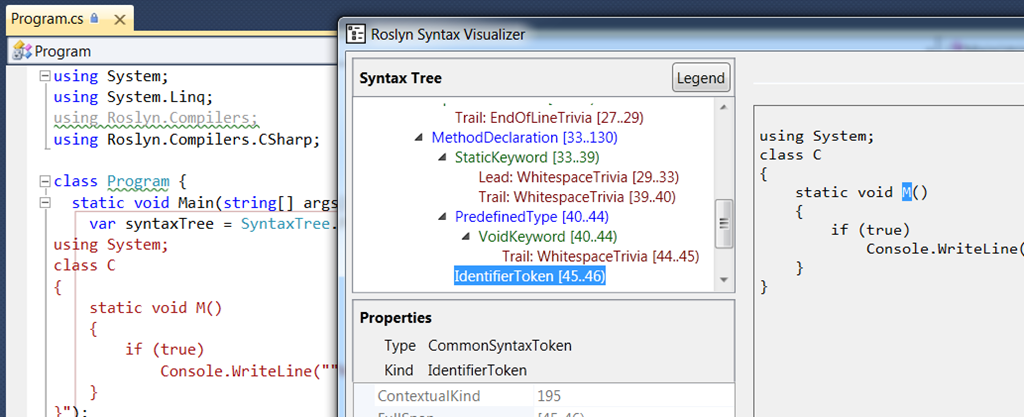 Program.cs
Program
using System;
using System.Linq;
using Roslyn.Compilers;
using Roslyn.Compilers.CSharp;
class Program {
static void Main(string[] args
var syntaxTree = SyntaxTree.
using System;
class C
{
static void M()
{
if (true)
Console.WriteLine(""
}
}");
Roslyn Syntax Visualizer
Syntax Tree
Legend
Trail: EndOfLineTrivia [27..29)
MethodDeclaration [33..130)
StaticKeyword [33..39)
Lead: WhitespaceTrivia [29..33)
Trail: WhitespaceTrivia [39..40)
PredefinedType [40..44)
VoidKeyword [40..44)
Trail: WhitespaceTrivia [44..45)
IdentifierToken [45..46)
Properties
Type CommonSyntaxToken
Kind IdentifierToken
ContextualKind 195
FullSpan [45..46)
using System;
class C
{
static void M()
{
if (true)
Console.WriteLine(
}
}